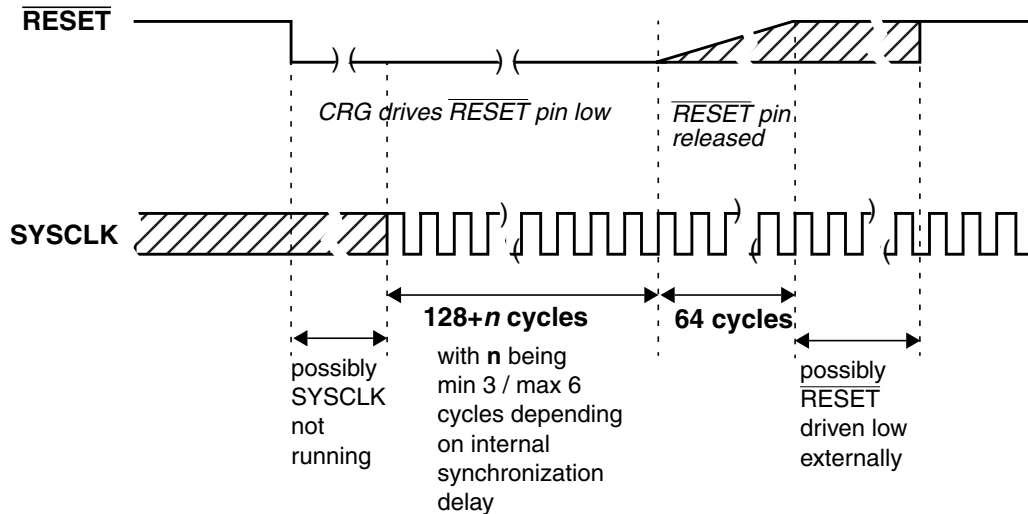 RESET
CRG drives RESET pin low
RESET pin
released
SYSCLK
128+n cycles
64 cycles
possibly
SYSCLK
not
running
with n being
min 3 / max 6
cycles depending
on internal
synchronization
delay
possibly
RESET
driven low
externally